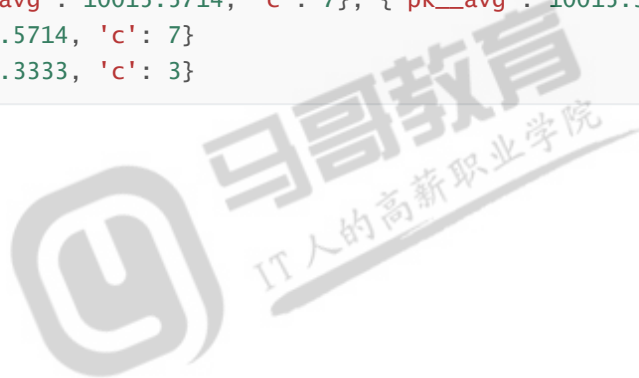 avg': 10015.5714, 'c': 7}, {'pk__avg': 10015.3
.5714, 'c': 7}
.3333, 'c': 3}
马哥教育
IT人的高薪职业学院